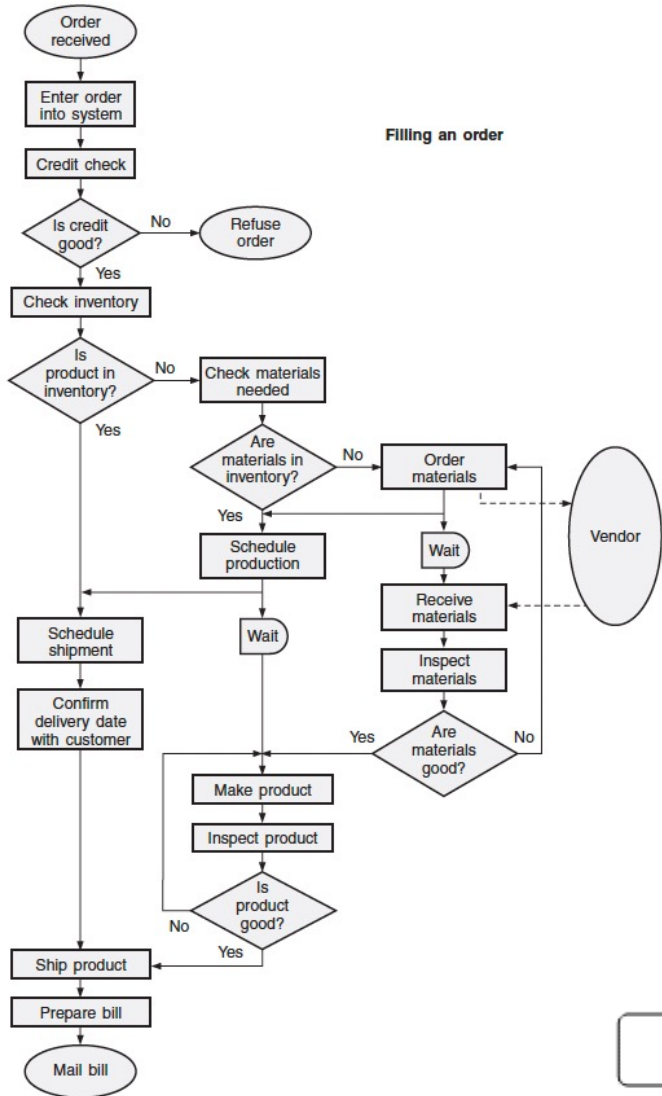 Order
received
Enter order
into system
Filling an order
Credit check
Is credit
good?
No
Refuse
order
Yes
Check inventory
Is
product in
inventory?
No
Check materials
needed
Yes
Are
materials in
inventory?
No
Order
materials
Yes
Schedule
production
Wait
Vendor
Receive
materials
Schedule
shipment
Wait
Inspect
materials
Confirm
delivery date
with customer
Yes
Are
materials
good?
No
Make product
Inspect product
Is
product
good?
No
Yes
Ship product
Prepare bill
Mail bill